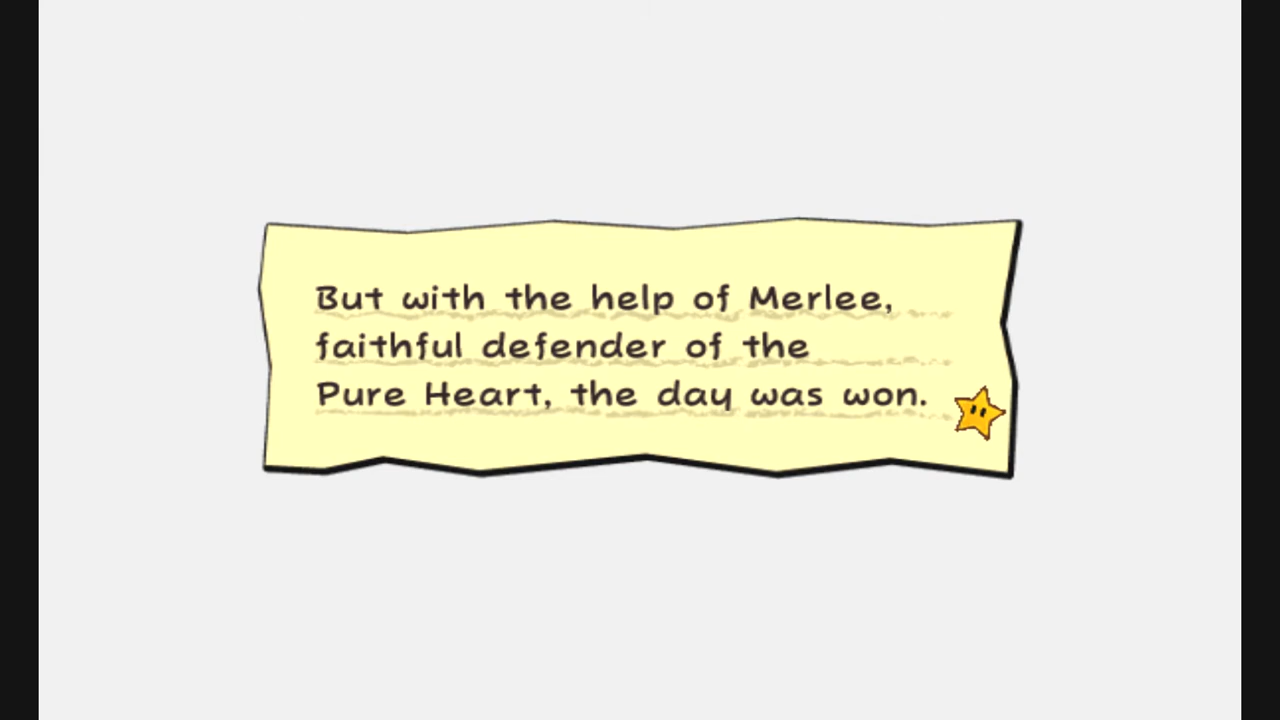 But with the help of Merlee,
faithful defender of the
Pure Heart, the day was won.